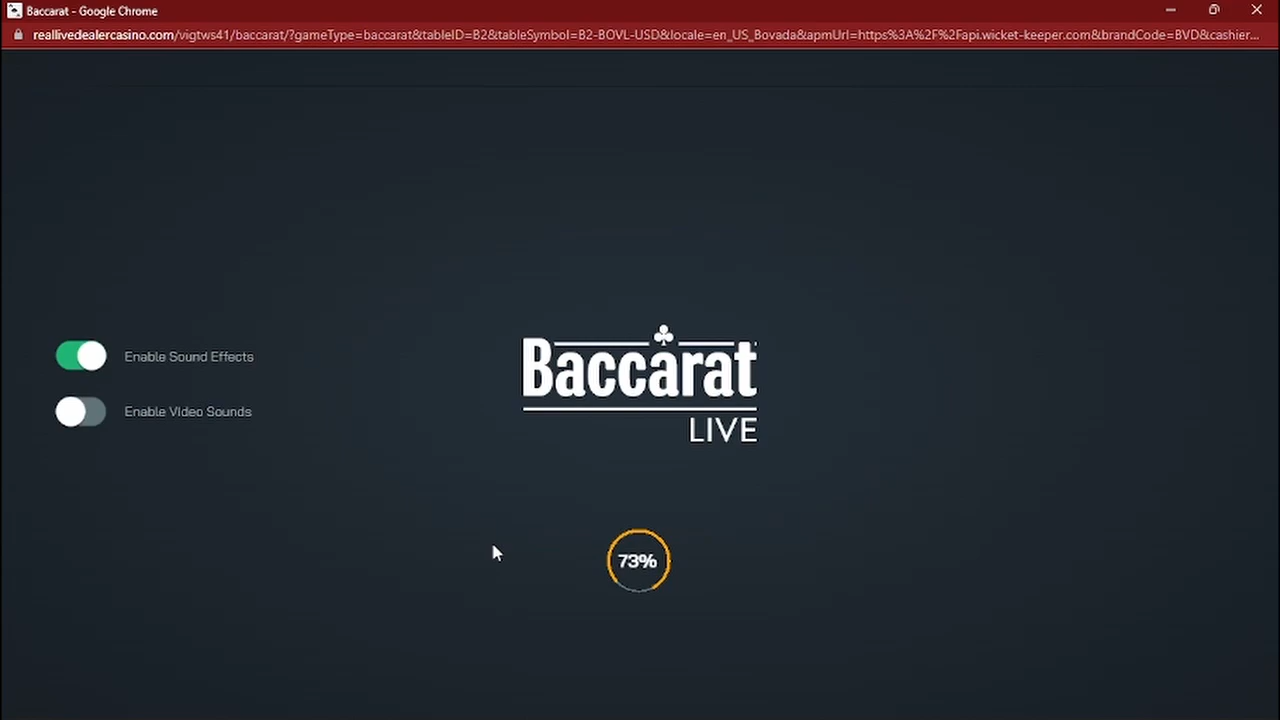 Baccarat - Google Chrome
reallivedealercasino.com/vigtws41/baccarat/?gameType=baccarat&tableID=B2&tableSymbol=B2-BOVL-USD&locale=en_US_Bovada&apmUrl=https%3A%2F%2Fapi.wicket-keeper.com&brandCode=BVD&cashier...
Enable Sound Effects
Enable Video Sounds
Baccarat
LIVE
73%